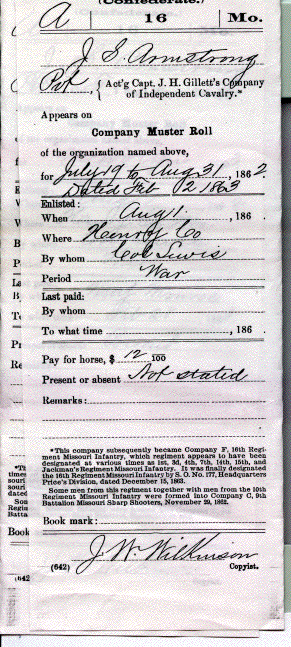 (Confederate.)
A 16 Mo.
J S Armstrong
Pvt, { Act'g Capt. J. H. Gillett's Company of Independent Cavalry.*
Appears on
Company Muster Roll
of the organization named above,
for July 19 to Aug 31, 1862.
Dated Feb 12 1863
Enlisted:
When Aug 1, 186 .
Where Henry Co
By whom Col Lewis
Period War
Last paid:
By whom
To what time , 186 .
Pay for horse, $ 12/100
Present or absent Not stated
Remarks:
*This company subsequently became Company F, 16th Regi-
ment Missouri Infantry, which regiment appears to have been
designated at various times as 1st, 3d, 4th, 7th, 14th, 15th, and
Jackman's Regiment Missouri Infantry. It was finally designated
the 16th Regiment Missouri Infantry by S. O. No. 177, Headquarters
Price's Division, dated December 15, 1863.
Some men from this regiment together with men from the 10th
Regiment Missouri Infantry were formed into Company C, 9th
Battalion Missouri Sharp Shooters, November 29, 1862.
Book mark:
J. W. Wilkinson
(642) Copyist.